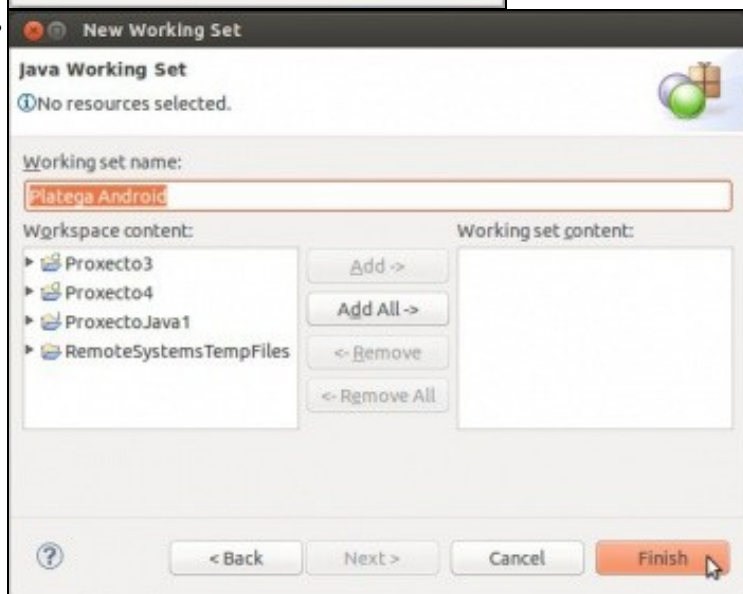 New Working Set
Java Working Set
No resources selected.
Working set name:
Platega Android
Workspace content:
Working set content:
Proxecto3
Proxecto4
ProxectoJava1
RemoteSystemsTempFiles
Add ->
Add All ->
<- Remove
<- Remove All
< Back
Next >
Cancel
Finish